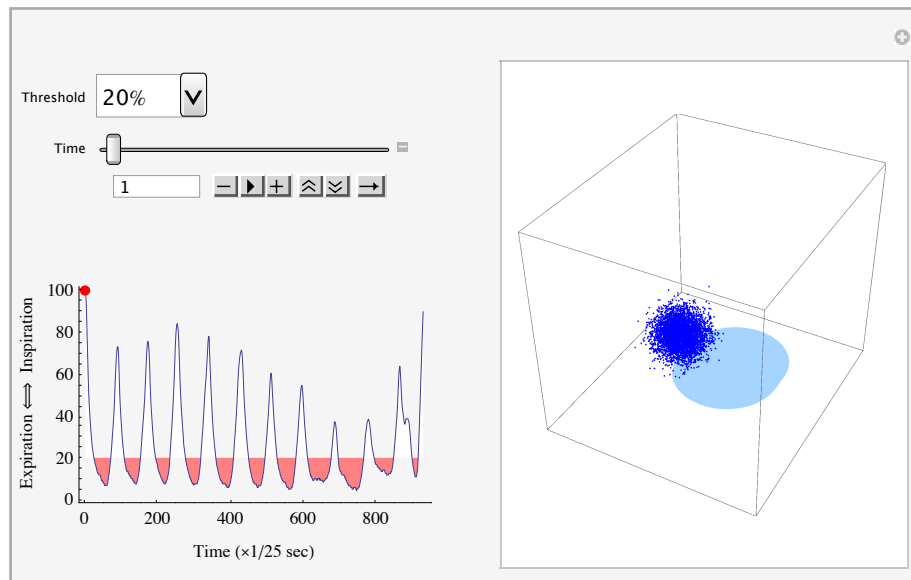 Threshold 20%
Time
1
Expiration ⟺ Inspiration
100
80
60
40
20
0
0 200 400 600 800
Time (×1/25 sec)